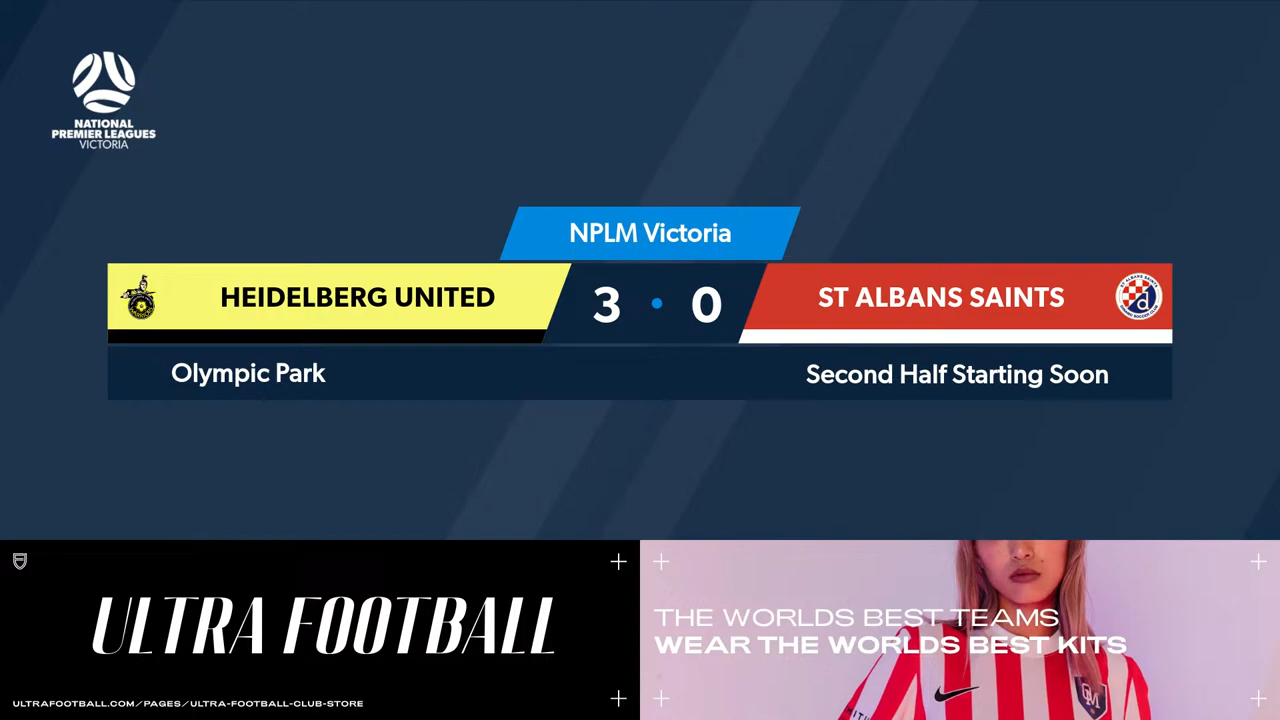 NATIONAL
PREMIER LEAGUES
VICTORIA
NPLM Victoria
HEIDELBERG UNITED
3 • 0
ST ALBANS SAINTS
Olympic Park
Second Half Starting Soon
ULTRA FOOTBALL
ULTRAFOOTBALL.COM/PAGES/ULTRA-FOOTBALL-CLUB-STORE
THE WORLDS BEST TEAMS
WEAR THE WORLDS BEST KITS